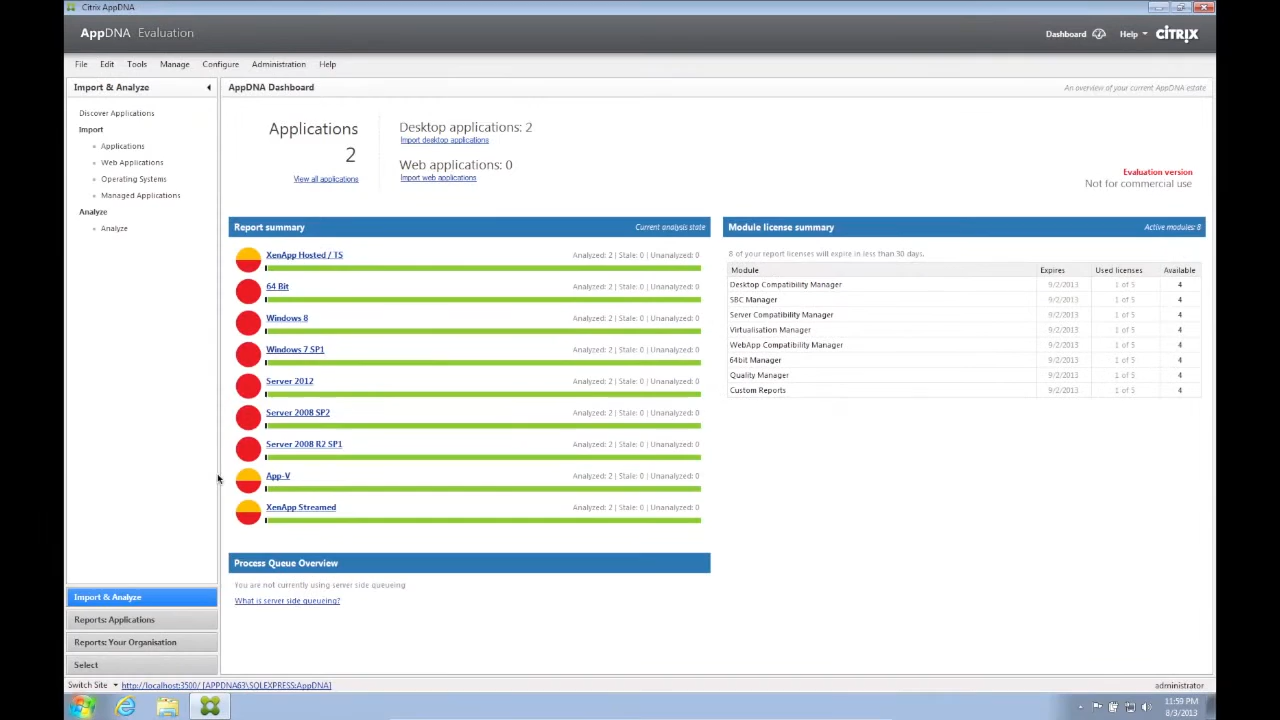 Citrix AppDNA
AppDNA Evaluation
Dashboard
Help
CITRIX
File Edit Tools Manage Configure Administration Help
Import & Analyze
Discover Applications
Import
Applications
Web Applications
Operating Systems
Managed Applications
Analyze
Analyze
AppDNA Dashboard
An overview of your current AppDNA estate
Applications
2
View all applications
Desktop applications: 2
Import desktop applications
Web applications: 0
Import web applications
Evaluation version
Not for commercial use
Report summary Current analysis state
XenApp Hosted / TS Analyzed: 2 | Stale: 0 | Unanalyzed: 0
64 Bit Analyzed: 2 | Stale: 0 | Unanalyzed: 0
Windows 8 Analyzed: 2 | Stale: 0 | Unanalyzed: 0
Windows 7 SP1 Analyzed: 2 | Stale: 0 | Unanalyzed: 0
Server 2012 Analyzed: 2 | Stale: 0 | Unanalyzed: 0
Server 2008 SP2 Analyzed: 2 | Stale: 0 | Unanalyzed: 0
Server 2008 R2 SP1 Analyzed: 2 | Stale: 0 | Unanalyzed: 0
App-V Analyzed: 2 | Stale: 0 | Unanalyzed: 0
XenApp Streamed Analyzed: 2 | Stale: 0 | Unanalyzed: 0
Process Queue Overview
You are not currently using server side queueing
What is server side queueing?
Module license summary Active modules: 8
8 of your report licenses will expire in less than 30 days.
Module Expires Used licenses Available
Desktop Compatibility Manager 9/2/2013 1 of 5 4
SBC Manager 9/2/2013 1 of 5 4
Server Compatibility Manager 9/2/2013 1 of 5 4
Virtualisation Manager 9/2/2013 1 of 5 4
WebApp Compatibility Manager 9/2/2013 1 of 5 4
64bit Manager 9/2/2013 1 of 5 4
Quality Manager 9/2/2013 1 of 5 4
Custom Reports 9/2/2013 1 of 5 4
Import & Analyze
Reports: Applications
Reports: Your Organisation
Select
Switch Site http://localhost:3500/ [APPDNA63\SQLEXPRESS:AppDNA] administrator
11:59 PM
8/3/2013